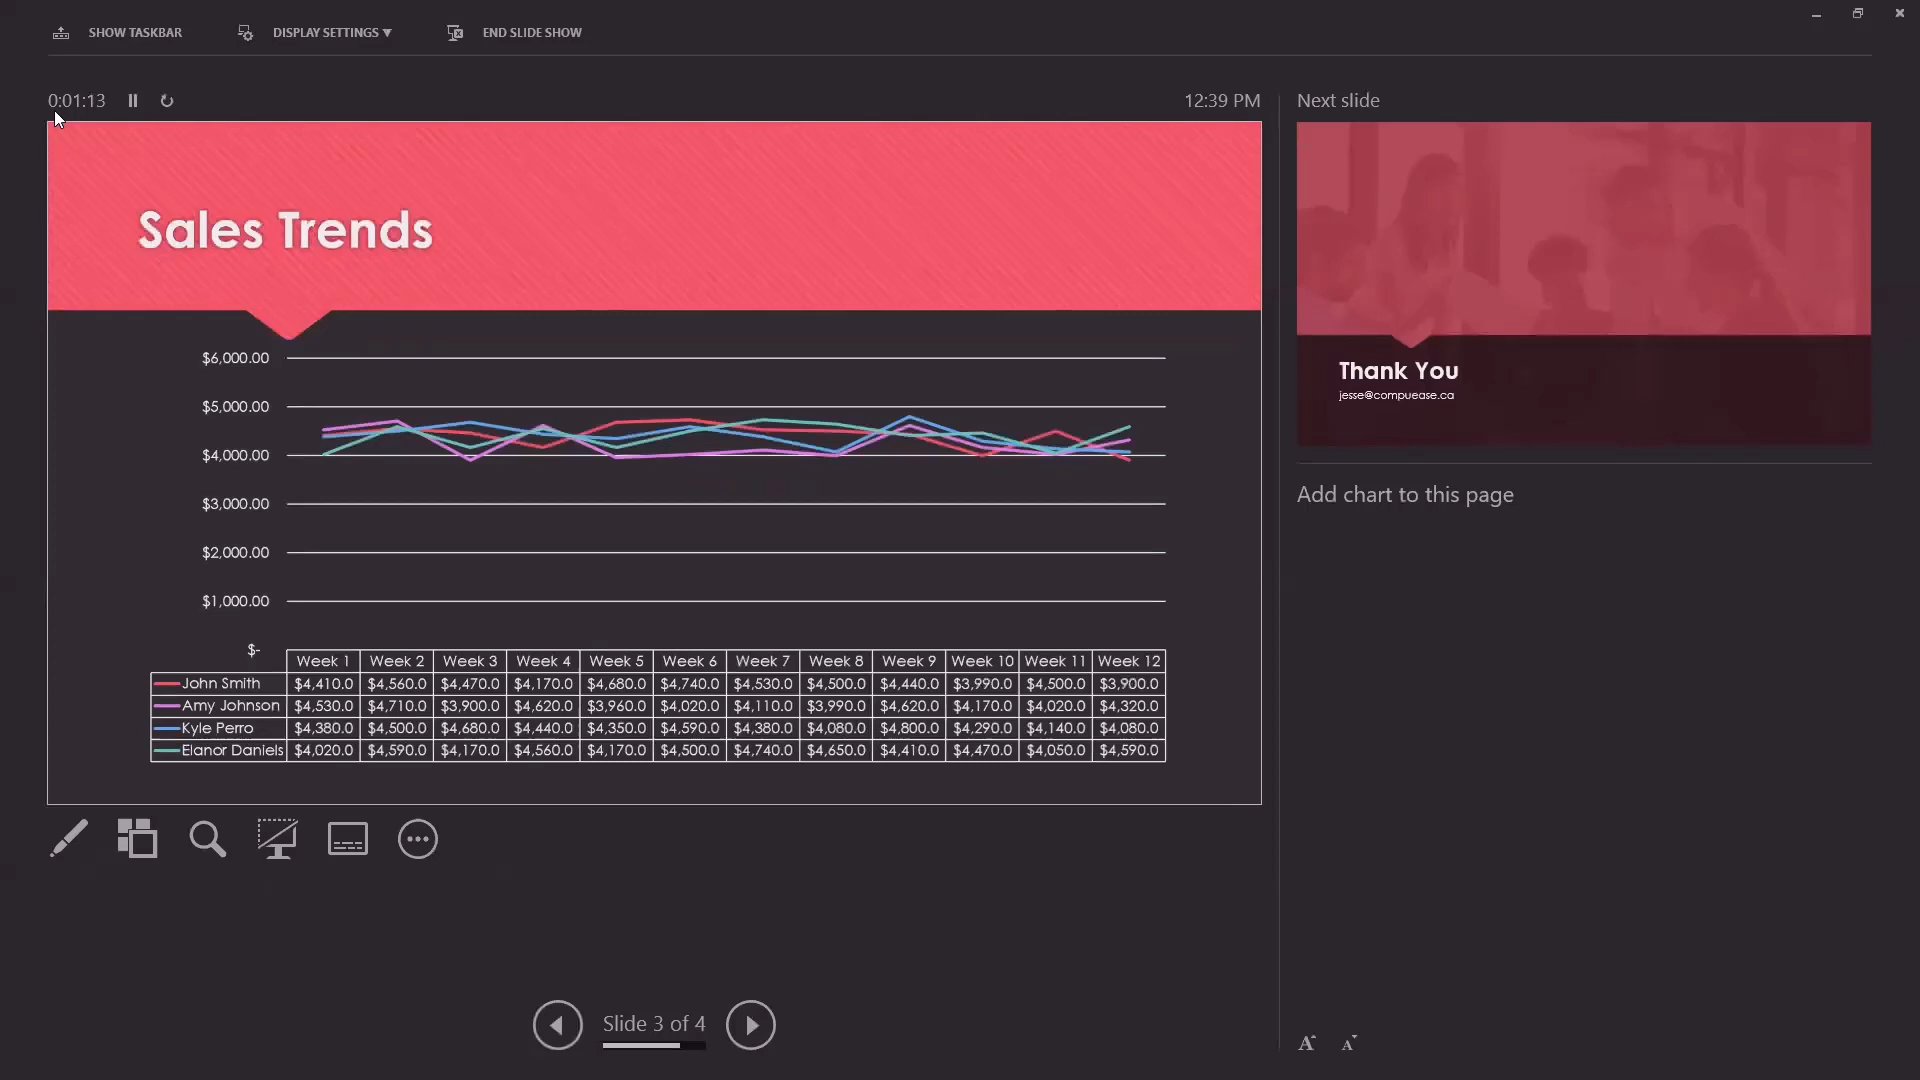 SHOW TASKBAR DISPLAY SETTINGS ▼ END SLIDE SHOW
0:01:13 12:39 PM Next slide
Sales Trends
$6,000.00
$5,000.00
$4,000.00
$3,000.00
$2,000.00
$1,000.00
$-
Week 1 Week 2 Week 3 Week 4 Week 5 Week 6 Week 7 Week 8 Week 9 Week 10 Week 11 Week 12
John Smith $4,410.0 $4,560.0 $4,470.0 $4,170.0 $4,680.0 $4,740.0 $4,530.0 $4,500.0 $4,440.0 $3,990.0 $4,500.0 $3,900.0
Amy Johnson $4,530.0 $4,710.0 $3,900.0 $4,620.0 $3,960.0 $4,020.0 $4,110.0 $3,990.0 $4,620.0 $4,170.0 $4,020.0 $4,320.0
Kyle Perro $4,380.0 $4,500.0 $4,680.0 $4,440.0 $4,350.0 $4,590.0 $4,380.0 $4,080.0 $4,800.0 $4,290.0 $4,140.0 $4,080.0
Elanor Daniels $4,020.0 $4,590.0 $4,170.0 $4,560.0 $4,170.0 $4,500.0 $4,740.0 $4,650.0 $4,410.0 $4,470.0 $4,050.0 $4,590.0
Thank You
jesse@compuease.ca
Add chart to this page
Slide 3 of 4
A A